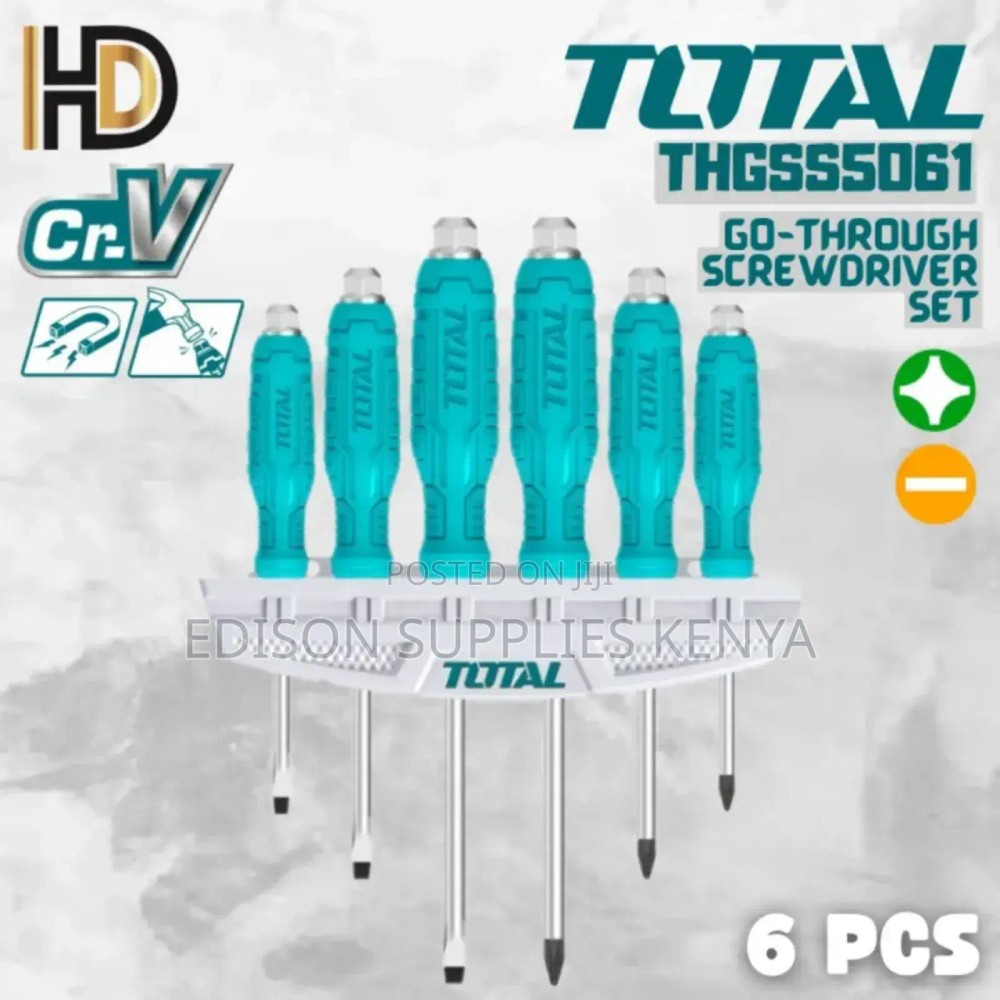 HD
TOTAL
THGSS5061
Cr.V
GO-THROUGH
SCREWDRIVER
SET
TOTAL
TOTAL
TOTAL
TOTAL
TOTAL
TOTAL
POSTED ON JIJI
EDISON SUPPLIES KENYA
TOTAL
6 PCS